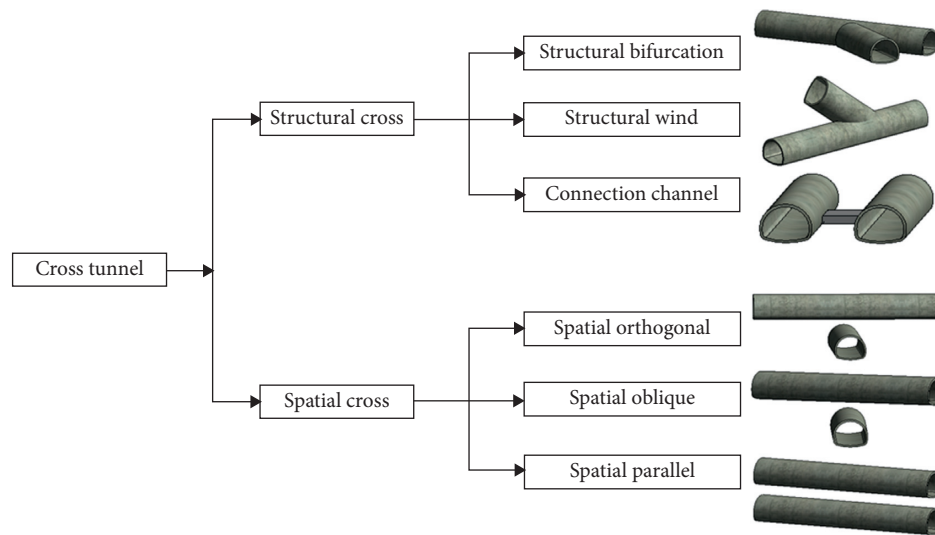 Structural bifurcation
Structural cross
Structural wind
Connection channel
Cross tunnel
Spatial orthogonal
Spatial cross
Spatial oblique
Spatial parallel